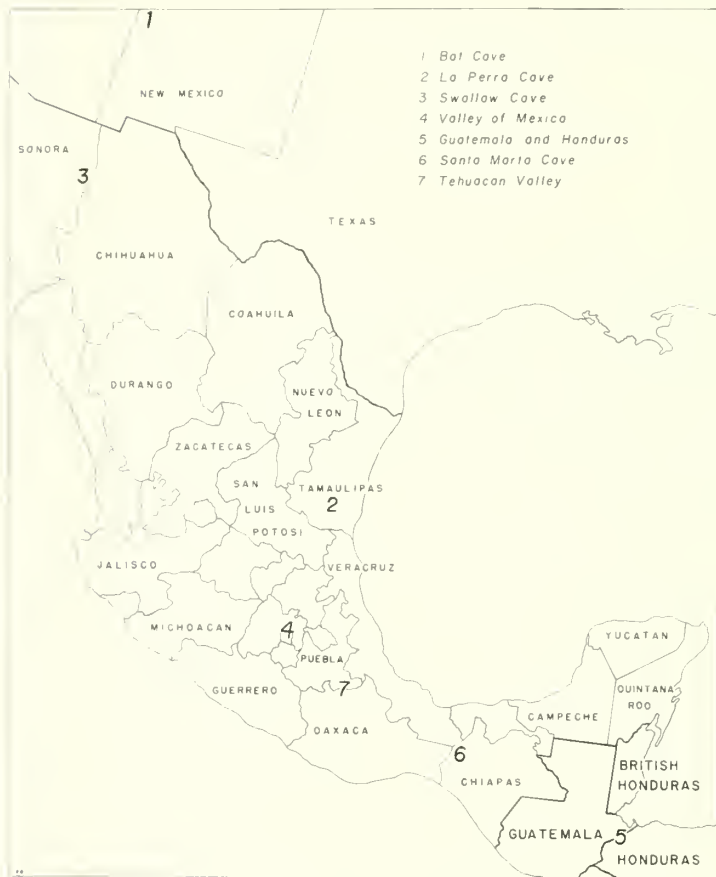 1
1 Bat Cave
2 La Perra Cave
3 Swallow Cave
4 Valley of Mexico
5 Guatemala and Honduras
6 Santa Marta Cave
7 Tehuacan Valley
NEW MEXICO
SONORA
3
TEXAS
CHIHUAHUA
COAHUILA
DURANGO
NUEVO
LEON
ZACATECAS
SAN
LUIS
POTOSI
TAMAULIPAS
2
JALISCO
VERACRUZ
MICHOACAN
4
PUEBLA
YUCATAN
7
GUERRERO
OAXACA
CAMPECHE
QUINTANA
ROO
6
CHIAPAS
BRITISH
HONDURAS
GUATEMALA
5
HONDURAS